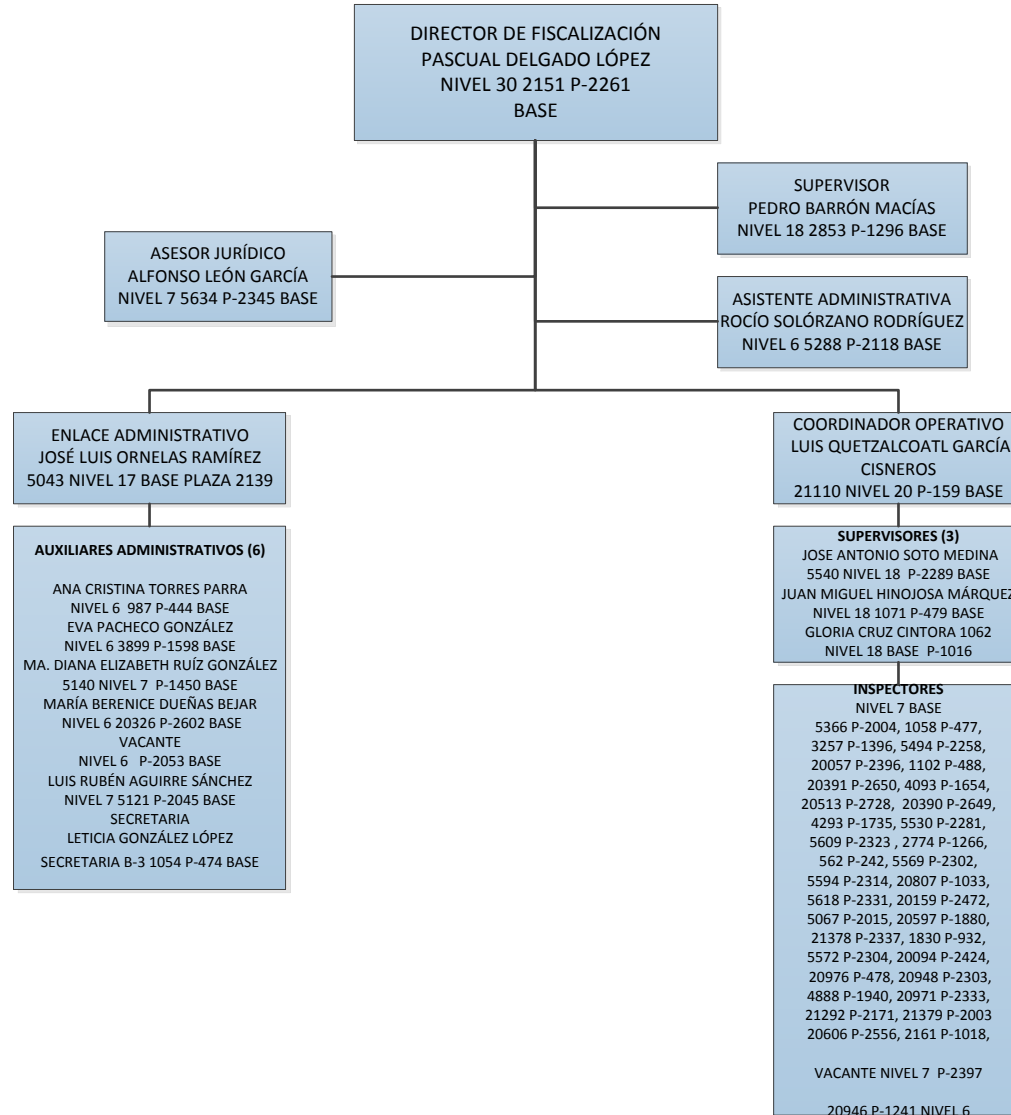 DIRECTOR DE FISCALIZACIÓN
PASCUAL DELGADO LÓPEZ
NIVEL 30 2151 P-2261
BASE
SUPERVISOR
PEDRO BARRÓN MACÍAS
NIVEL 18 2853 P-1296 BASE
ASESOR JURÍDICO
ALFONSO LEÓN GARCÍA
NIVEL 7 5634 P-2345 BASE
ASISTENTE ADMINISTRATIVA
ROCÍO SOLÓRZANO RODRÍGUEZ
NIVEL 6 5288 P-2118 BASE
ENLACE ADMINISTRATIVO
JOSÉ LUIS ORNELAS RAMÍREZ
5043 NIVEL 17 BASE PLAZA 2139
AUXILIARES ADMINISTRATIVOS (6)
ANA CRISTINA TORRES PARRA
NIVEL 6 987 P-444 BASE
EVA PACHECO GONZÁLEZ
NIVEL 6 3899 P-1598 BASE
MA. DIANA ELIZABETH RUÍZ GONZÁLEZ
5140 NIVEL 7 P-1450 BASE
MARÍA BERENICE DUEÑAS BEJAR
NIVEL 6 20326 P-2602 BASE
VACANTE
NIVEL 6 P-2053 BASE
LUIS RUBÉN AGUIRRE SÁNCHEZ
NIVEL 7 5121 P-2045 BASE
SECRETARIA
LETICIA GONZÁLEZ LÓPEZ
SECRETARIA B-3 1054 P-474 BASE
COORDINADOR OPERATIVO
LUIS QUETZALCOATL GARCÍA
CISNEROS
21110 NIVEL 20 P-159 BASE
SUPERVISORES (3)
JOSE ANTONIO SOTO MEDINA
5540 NIVEL 18 P-2289 BASE
JUAN MIGUEL HINOJOSA MÁRQUEZ
NIVEL 18 1071 P-479 BASE
GLORIA CRUZ CINTORA 1062
NIVEL 18 BASE P-1016
INSPECTORES
NIVEL 7 BASE
5366 P-2004, 1058 P-477,
3257 P-1396, 5494 P-2258,
20057 P-2396, 1102 P-488,
20391 P-2650, 4093 P-1654,
20513 P-2728, 20390 P-2649,
4293 P-1735, 5530 P-2281,
5609 P-2323 , 2774 P-1266,
562 P-242, 5569 P-2302,
5594 P-2314, 20807 P-1033,
5618 P-2331, 20159 P-2472,
5067 P-2015, 20597 P-1880,
21378 P-2337, 1830 P-932,
5572 P-2304, 20094 P-2424,
20976 P-478, 20948 P-2303,
4888 P-1940, 20971 P-2333,
21292 P-2171, 21379 P-2003
20606 P-2556, 2161 P-1018,
VACANTE NIVEL 7 P-2397
20946 P-1241 NIVEL 6